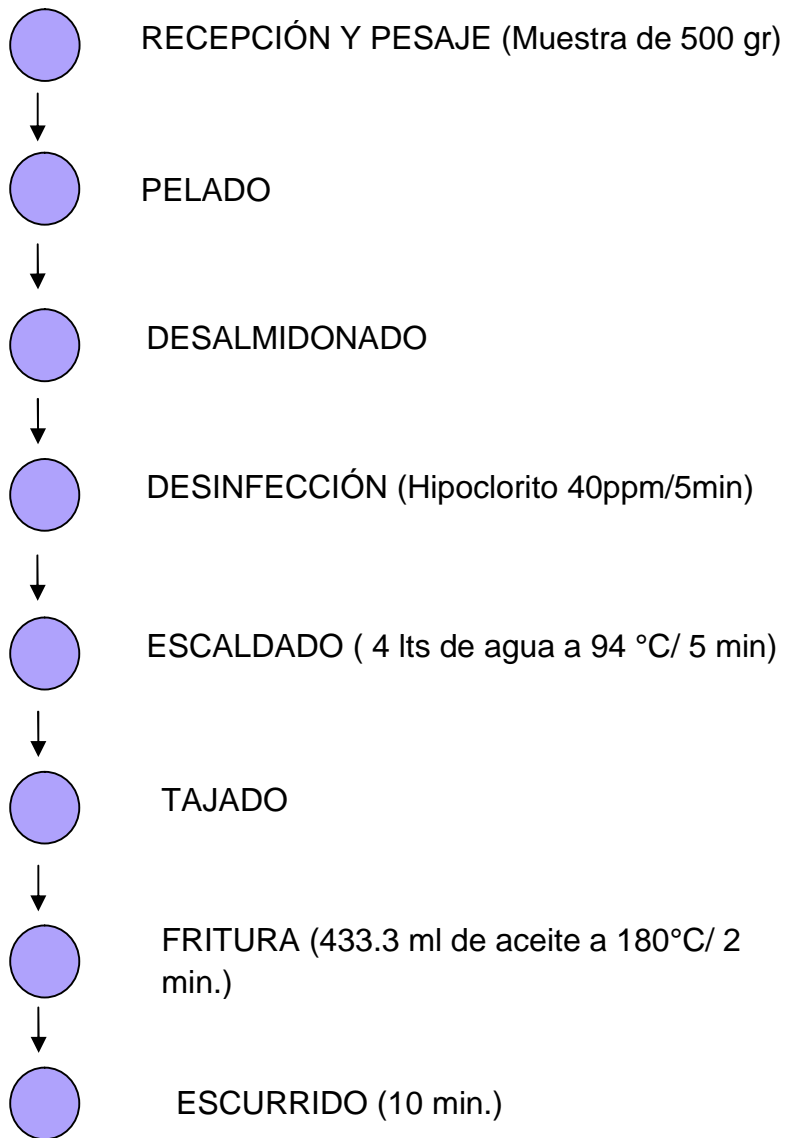 RECEPCIÓN Y PESAJE (Muestra de 500 gr)
PELADO
DESALMIDONADO
DESINFECCIÓN (Hipoclorito 40ppm/5min)
ESCALDADO ( 4 lts de agua a 94 °C/ 5 min)
TAJADO
FRITURA (433.3 ml de aceite a 180°C/ 2
min.)
ESCURRIDO (10 min.)